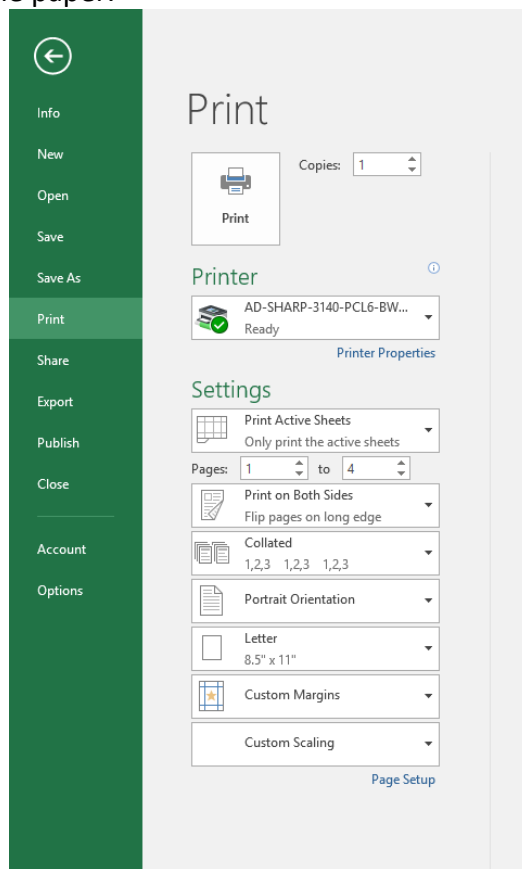 paper.
Print
Info
New
Open
Save
Save As
Print
Share
Export
Publish
Close
Account
Options
Copies: 1
Print
Printer
AD-SHARP-3140-PCL6-BW...
Ready
Printer Properties
Settings
Print Active Sheets
Only print the active sheets
Pages: 1 to 4
Print on Both Sides
Flip pages on long edge
Collated
1,2,3 1,2,3 1,2,3
Portrait Orientation
Letter
8.5" x 11"
Custom Margins
Custom Scaling
Page Setup